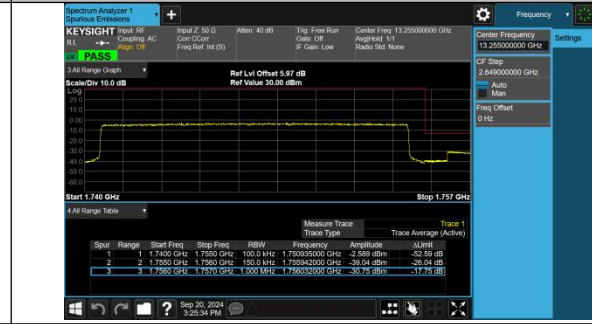 Spectrum Analyzer 1
Spurious Emissions
+
Frequency
KEYSIGHT Input: RF Input Z: 50 Ω Atten: 40 dB Trig: Free Run Center Freq: 13.255000000 GHz
RL Coupling: AC Corr CCorr Gate: Off Avg|Hold: 1/1
Align: Off Freq Ref: Int (S) IF Gain: Low Radio Std: None
PASS
Center Frequency
13.255000000 GHz
Settings
CF Step
2.649000000 GHz
Auto
Man
Freq Offset
0 Hz
3 All Range Graph
Ref Lvl Offset 5.97 dB
Scale/Div 10.0 dB Ref Value 30.00 dBm
Log
20.0
10.0
0.00
-10.0
-20.0
-30.0
-40.0
-50.0
-60.0
Start 1.740 GHz Stop 1.757 GHz
4 All Range Table
Measure Trace Trace 1
Trace Type Trace Average (Active)
Spur Range Start Freq Stop Freq RBW Frequency Amplitude ΔLimit
1 1 1.7400 GHz 1.7550 GHz 100.0 kHz 1.750935000 GHz -2.589 dBm -52.59 dB
2 2 1.7550 GHz 1.7560 GHz 150.0 kHz 1.755942000 GHz -39.04 dBm -26.04 dB
3 3 1.7560 GHz 1.7570 GHz 1.000 MHz 1.756032000 GHz -30.75 dBm -17.75 dB
?
Sep 20, 2024
3:25:34 PM